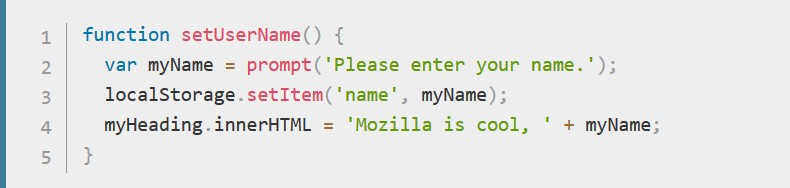 1 function setUserName() {
2 var myName = prompt('Please enter your name.');
3 localStorage.setItem('name', myName);
4 myHeading.innerHTML = 'Mozilla is cool, ' + myName;
5 }